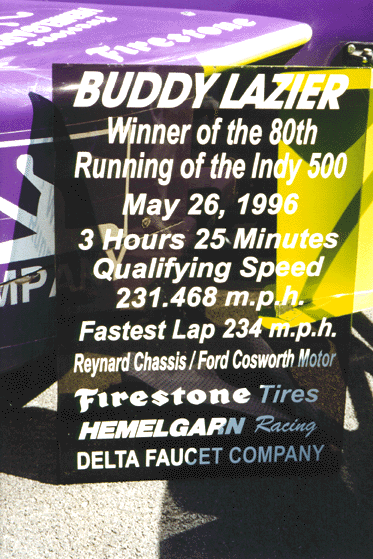 Firestone
BUDDY LAZIER
Winner of the 80th
Running of the Indy 500
May 26, 1996
3 Hours 25 Minutes
Qualifying Speed
231.468 m.p.h.
Fastest Lap 234 m.p.h.
Reynard Chassis / Ford Cosworth Motor
Firestone Tires
HEMELGARN Racing
DELTA FAUCET COMPANY
MPANY